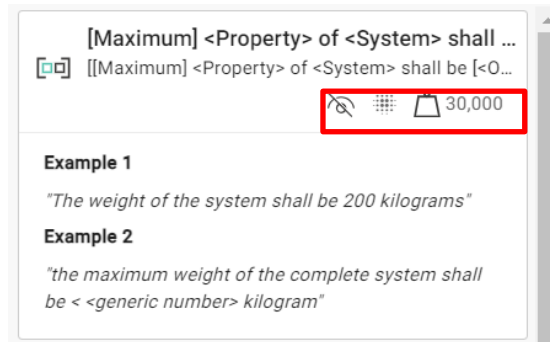 [Maximum] <Property> of <System> shall ...
[[Maximum] <Property> of <System> shall be [<O...
30,000
Example 1
"The weight of the system shall be 200 kilograms"
Example 2
"the maximum weight of the complete system shall
be < <generic number> kilogram"